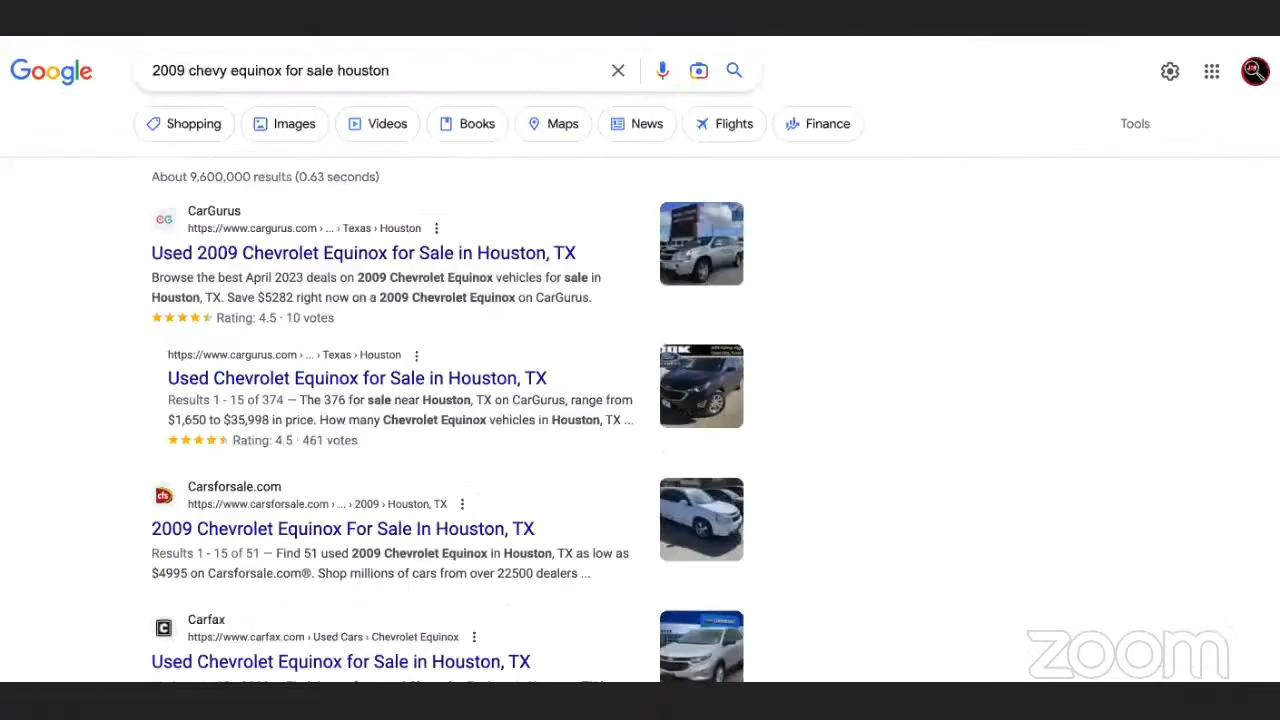 Google
2009 chevy equinox for sale houston
Shopping
Images
Videos
Books
Maps
News
Flights
Finance
Tools
About 9,600,000 results (0.63 seconds)
CG
CarGurus
https://www.cargurus.com › ... › Texas › Houston
Used 2009 Chevrolet Equinox for Sale in Houston, TX
Browse the best April 2023 deals on 2009 Chevrolet Equinox vehicles for sale in
Houston, TX. Save $5282 right now on a 2009 Chevrolet Equinox on CarGurus.
Rating: 4.5 · 10 votes
https://www.cargurus.com › ... › Texas › Houston
Used Chevrolet Equinox for Sale in Houston, TX
Results 1 - 15 of 374 — The 376 for sale near Houston, TX on CarGurus, range from
$1,650 to $35,998 in price. How many Chevrolet Equinox vehicles in Houston, TX ...
Rating: 4.5 · 461 votes
cfs
Carsforsale.com
https://www.carsforsale.com › ... › 2009 › Houston, TX
2009 Chevrolet Equinox For Sale In Houston, TX
Results 1 - 15 of 51 — Find 51 used 2009 Chevrolet Equinox in Houston, TX as low as
$4995 on Carsforsale.com®. Shop millions of cars from over 22500 dealers ...
C
Carfax
https://www.carfax.com › Used Cars › Chevrolet Equinox
Used Chevrolet Equinox for Sale in Houston, TX
zoom